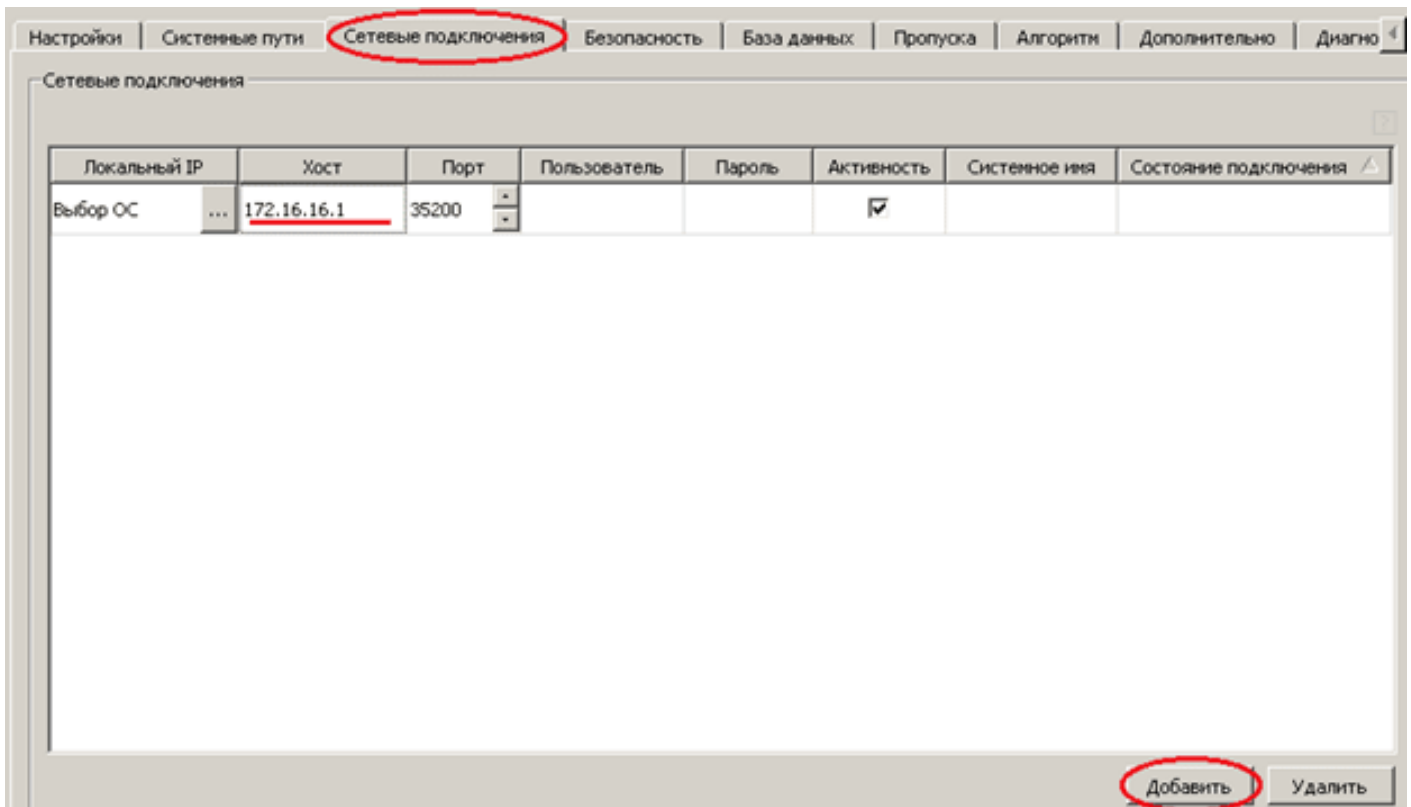 Настройки Системные пути Сетевые подключения Безопасность База данных Пропуска Алгоритм Дополнительно Диагно
Сетевые подключения
Локальный IP Хост Порт Пользователь Пароль Активность Системное имя Состояние подключения
Выбор ОС ... 172.16.16.1 35200
Добавить Удалить